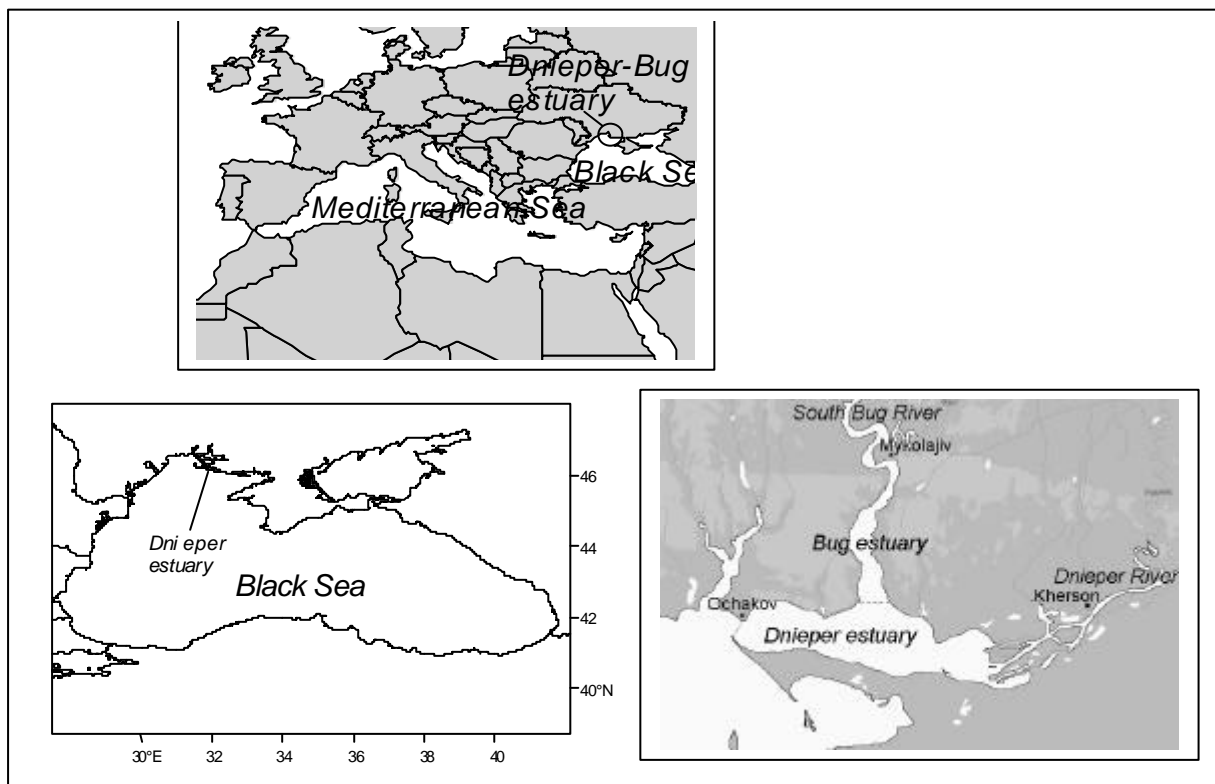 Dnieper-Bug
estuary
Black Se
Mediterranean Sea
46
44
42
40°N
Dni eper
estuary
Black Sea
30°E 32 34 36 38 40
South Bug River
Mykolajiv
Bug estuary
Dnieper River
Kherson
Ochakov
Dnieper estuary